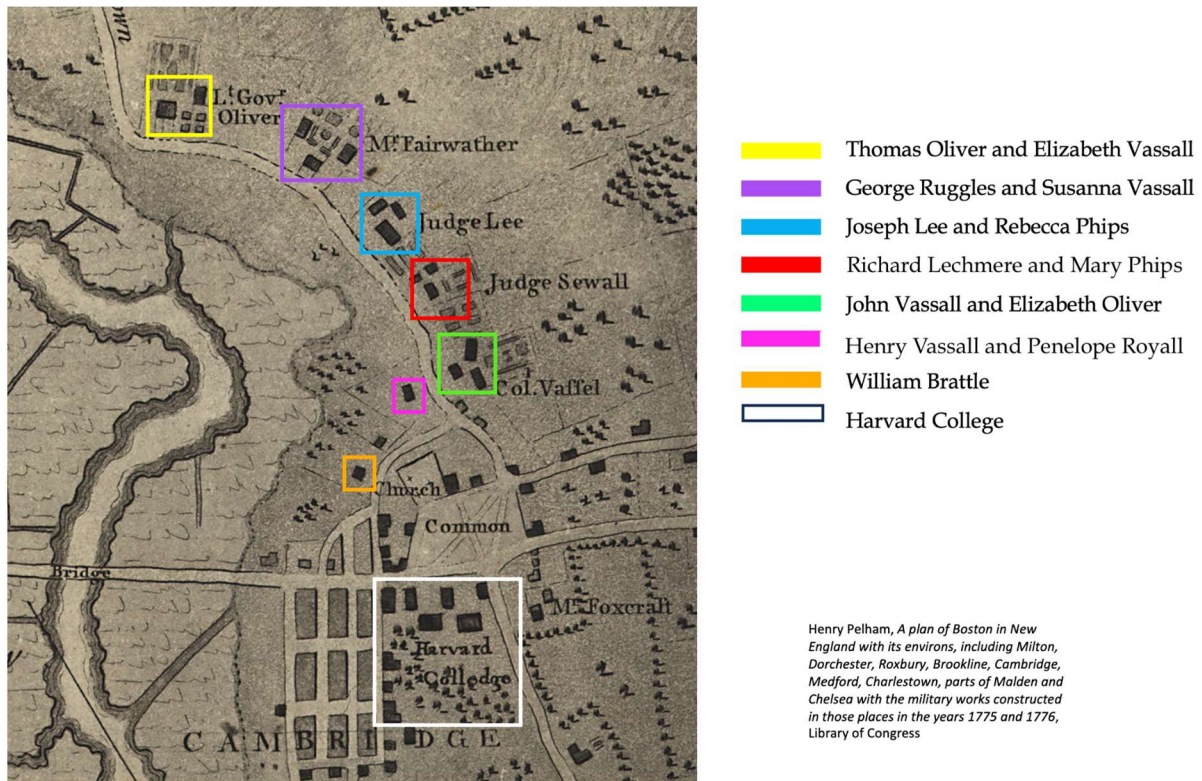 own
Lt. Govr.
Oliver
Mr. Fairwather
Judge Lee
Judge Sewall
Col. Vaſſel
Church
Common
Bridge
Mr. Foxcraft
Harvard
Colledge
CAMBRIDGE
Thomas Oliver and Elizabeth Vassall
George Ruggles and Susanna Vassall
Joseph Lee and Rebecca Phips
Richard Lechmere and Mary Phips
John Vassall and Elizabeth Oliver
Henry Vassall and Penelope Royall
William Brattle
Harvard College
Henry Pelham, A plan of Boston in New
England with its environs, including Milton,
Dorchester, Roxbury, Brookline, Cambridge,
Medford, Charlestown, parts of Malden and
Chelsea with the military works constructed
in those places in the years 1775 and 1776,
Library of Congress